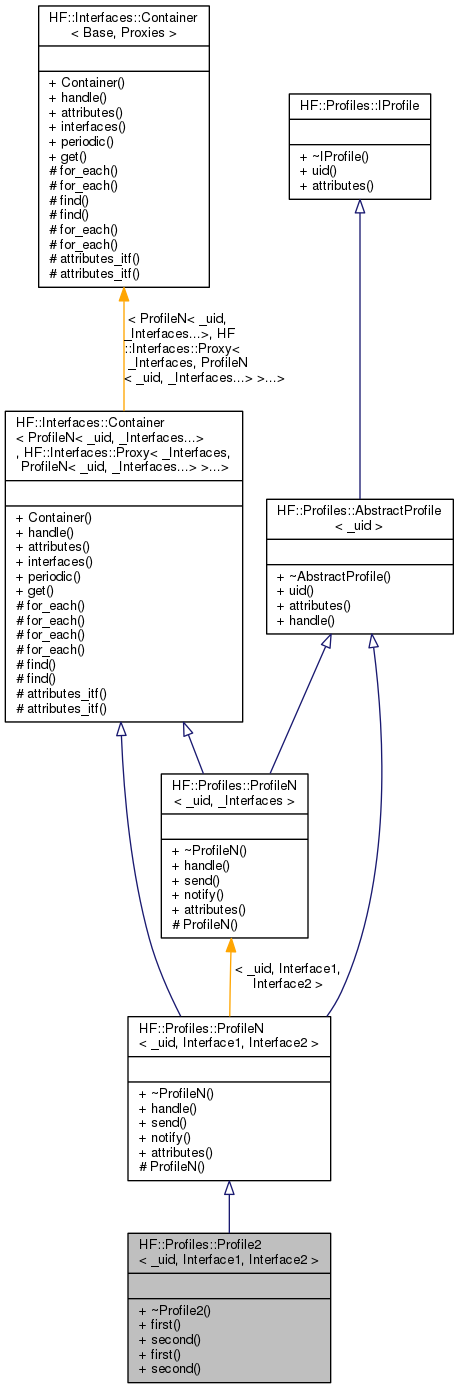 HF::Interfaces::Container
< Base, Proxies >
+ Container()
+ handle()
+ attributes()
+ interfaces()
+ periodic()
+ get()
# for_each()
# for_each()
# find()
# find()
# for_each()
# for_each()
# attributes_itf()
# attributes_itf()
HF::Profiles::IProfile
+ ~IProfile()
+ uid()
+ attributes()
< ProfileN< _uid,
_Interfaces...>, HF
::Interfaces::Proxy<
_Interfaces, ProfileN
< _uid, _Interfaces...> >...>
HF::Interfaces::Container
< ProfileN< _uid, _Interfaces...>
, HF::Interfaces::Proxy< _Interfaces,
ProfileN< _uid, _Interfaces...> >...>
+ Container()
+ handle()
+ attributes()
+ interfaces()
+ periodic()
+ get()
# for_each()
# for_each()
# for_each()
# for_each()
# find()
# find()
# attributes_itf()
# attributes_itf()
HF::Profiles::AbstractProfile
< _uid >
+ ~AbstractProfile()
+ uid()
+ attributes()
+ handle()
HF::Profiles::ProfileN
< _uid, _Interfaces >
+ ~ProfileN()
+ handle()
+ send()
+ notify()
+ attributes()
# ProfileN()
< _uid, Interface1,
Interface2 >
HF::Profiles::ProfileN
< _uid, Interface1, Interface2 >
+ ~ProfileN()
+ handle()
+ send()
+ notify()
+ attributes()
# ProfileN()
HF::Profiles::Profile2
< _uid, Interface1, Interface2 >
+ ~Profile2()
+ first()
+ second()
+ first()
+ second()